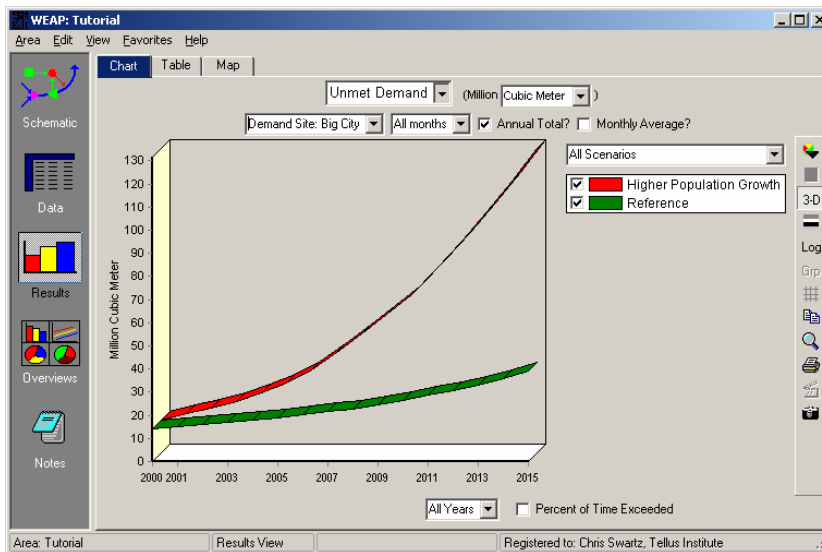 WEAP: Tutorial
Area Edit View Favorites Help
Chart Table Map
Unmet Demand (Million Cubic Meter )
Demand Site: Big City All months Annual Total? Monthly Average?
All Scenarios
Higher Population Growth
Reference
Schematic
Data
Results
Overviews
Notes
3-D
Log
Grp
Million Cubic Meter
130
120
110
100
90
80
70
60
50
40
30
20
10
0
2000 2001 2003 2005 2007 2009 2011 2013 2015
All Years Percent of Time Exceeded
Area: Tutorial Results View Registered to: Chris Swartz, Tellus Institute